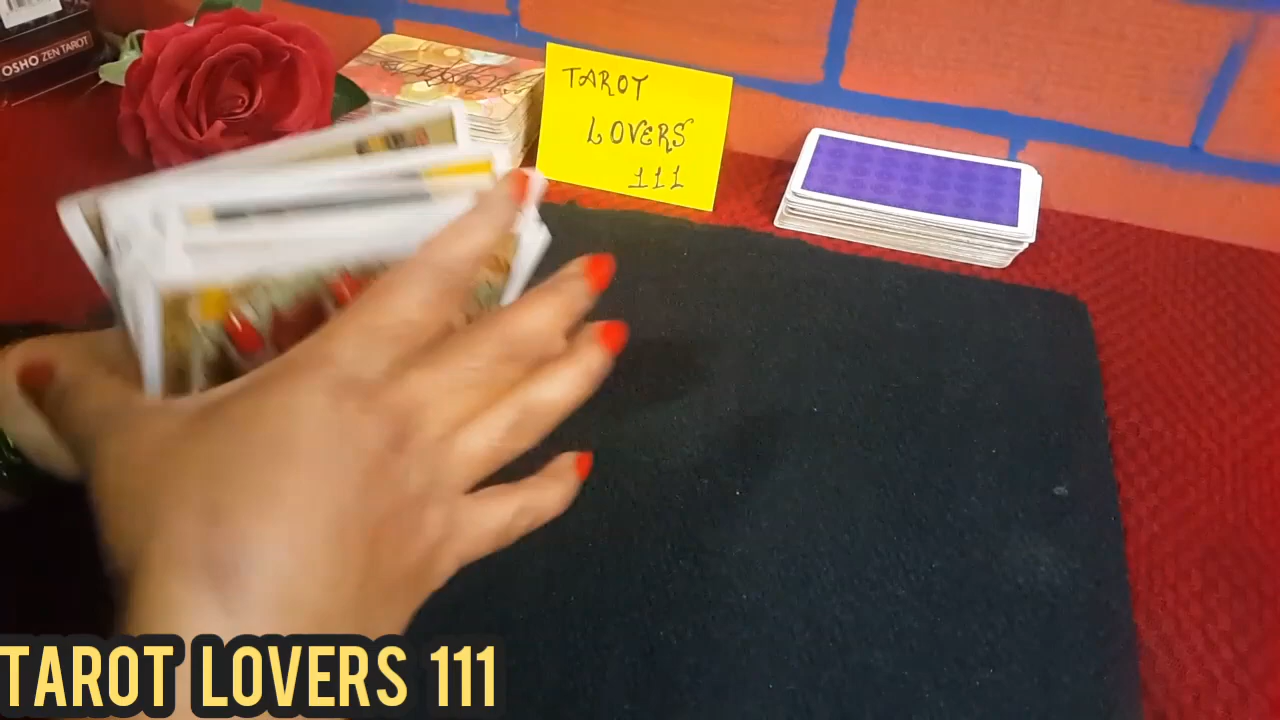 OSHO ZEN TAROT
TAROT
LOVERS
111
TAROT LOVERS 111